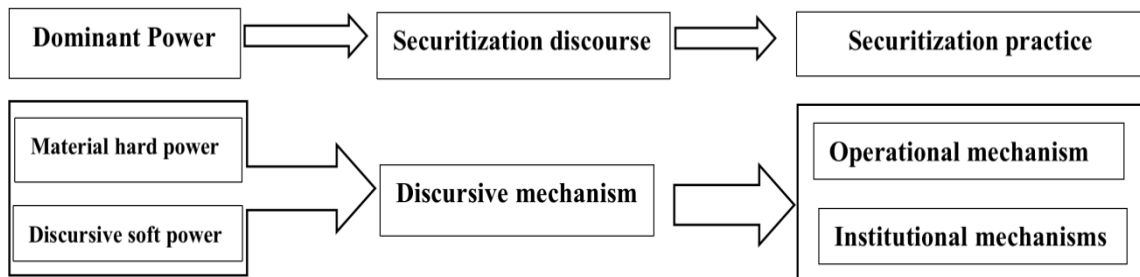 Dominant Power
Securitization discourse
Securitization practice
Material hard power
Discursive soft power
Discursive mechanism
Operational mechanism
Institutional mechanisms